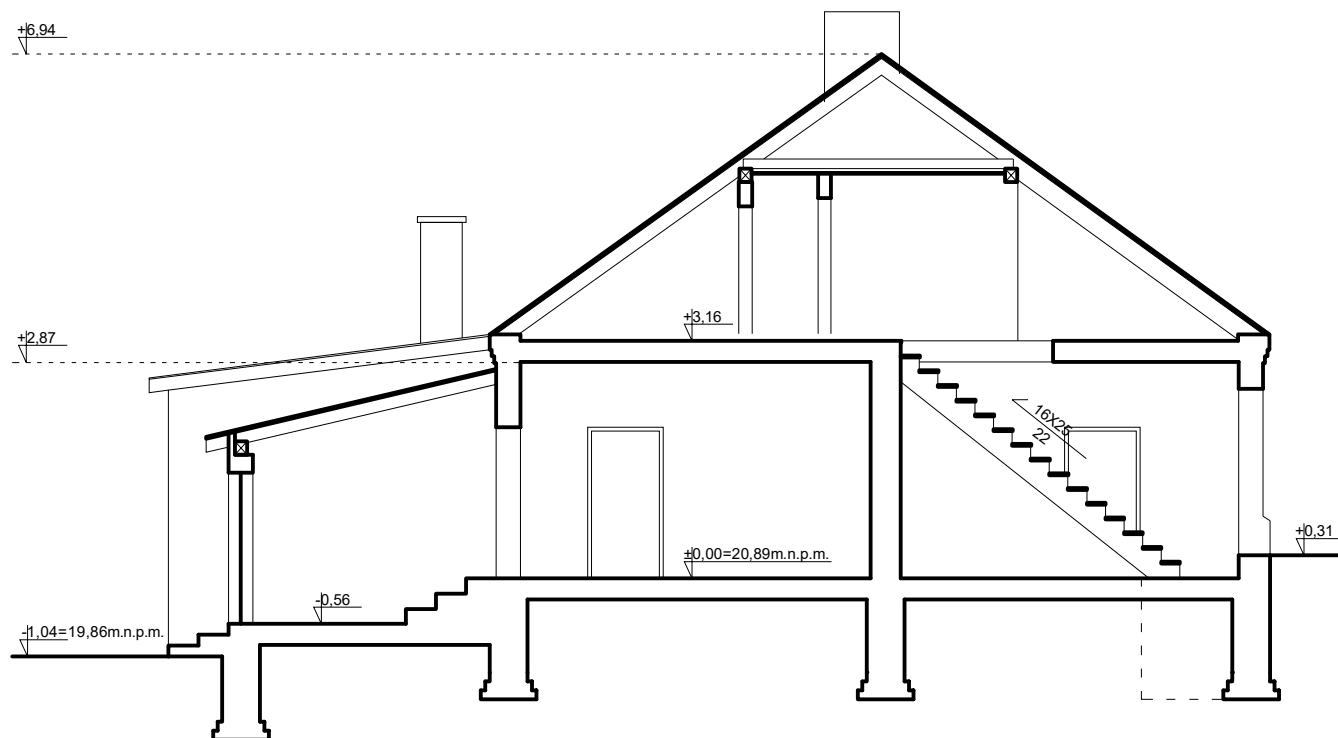 +6,94
+3,16
+2,87
16X25
22
+0,31
±0,00=20,89m.n.p.m.
-0,56
-1,04=19,86m.n.p.m.